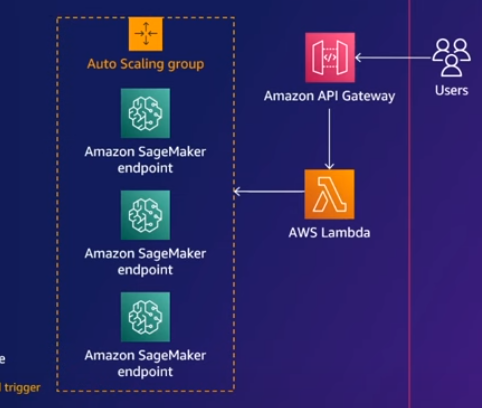 Auto Scaling group
Amazon SageMaker
endpoint
Amazon SageMaker
endpoint
Amazon SageMaker
endpoint
Amazon API Gateway
AWS Lambda
Users
trigger